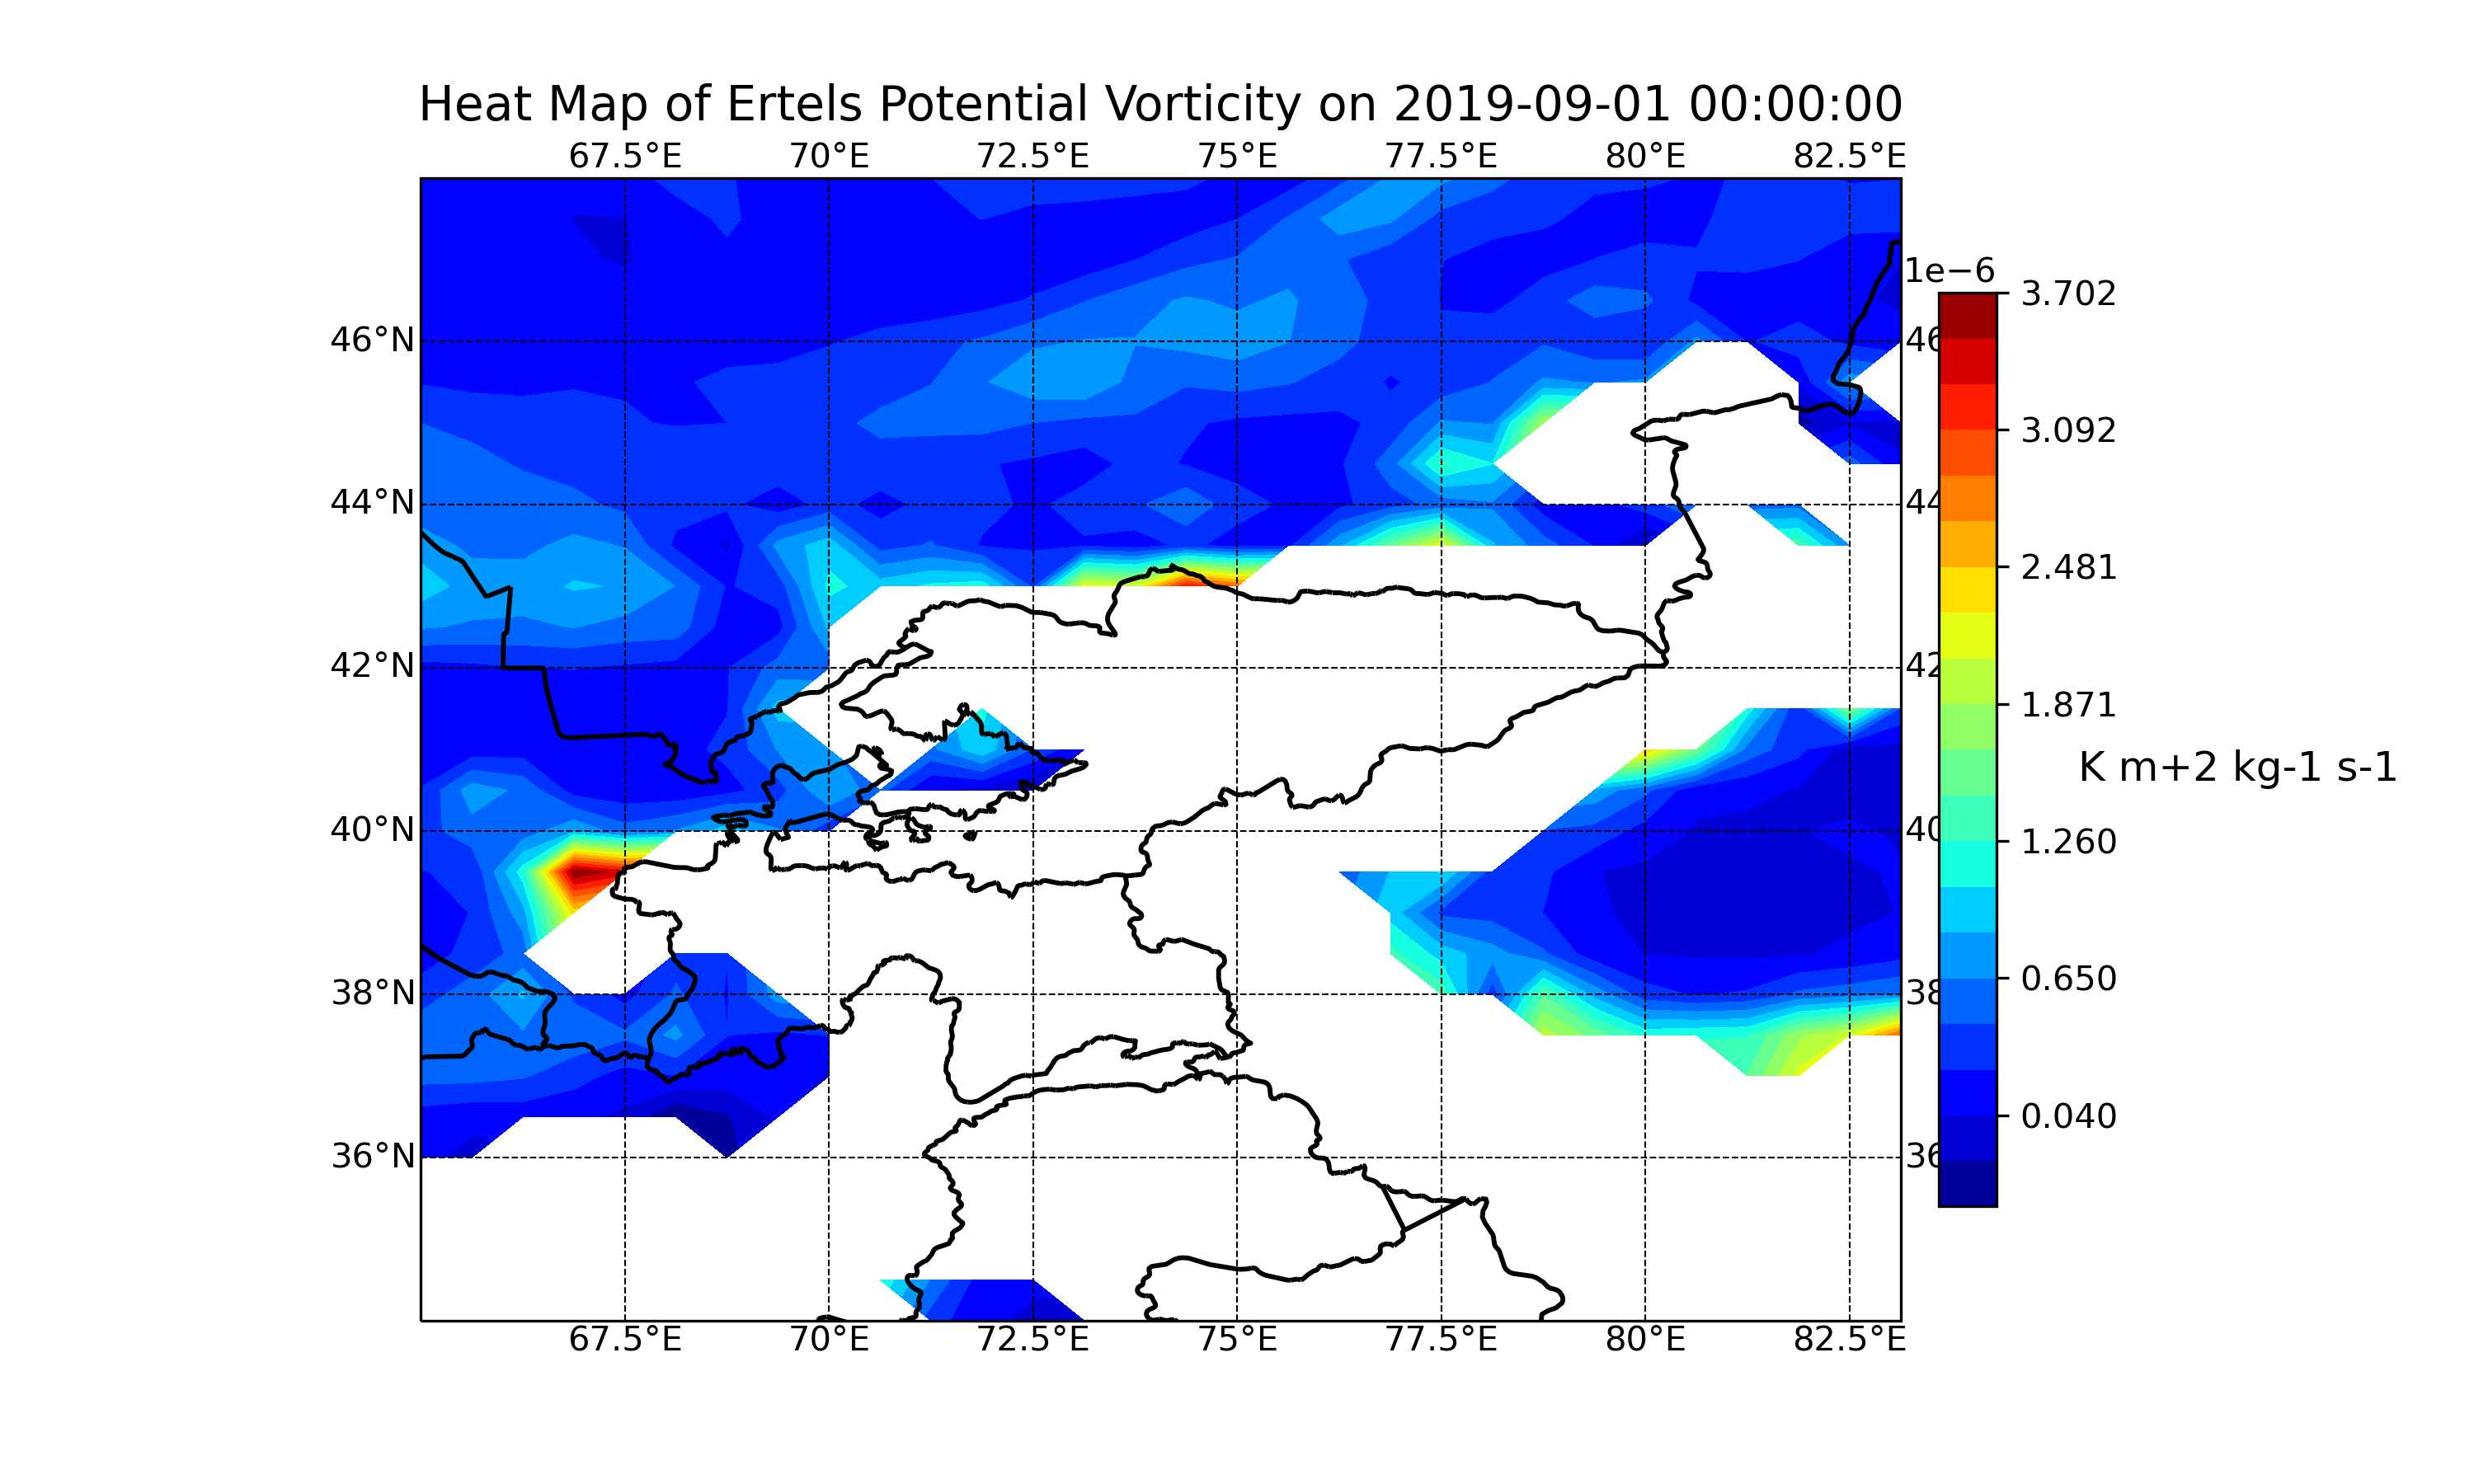 Heat Map of Ertels Potential Vorticity on 2019-09-01 00:00:00
67.5°E 70°E 72.5°E 75°E 77.5°E 80°E 82.5°E
1e−6
3.702
46°N 46
3.092
44°N 44
2.481
42°N 42
1.871
K m+2 kg-1 s-1
40°N 40
1.260
38°N 38
0.650
0.040
36°N 36
67.5°E 70°E 72.5°E 75°E 77.5°E 80°E 82.5°E